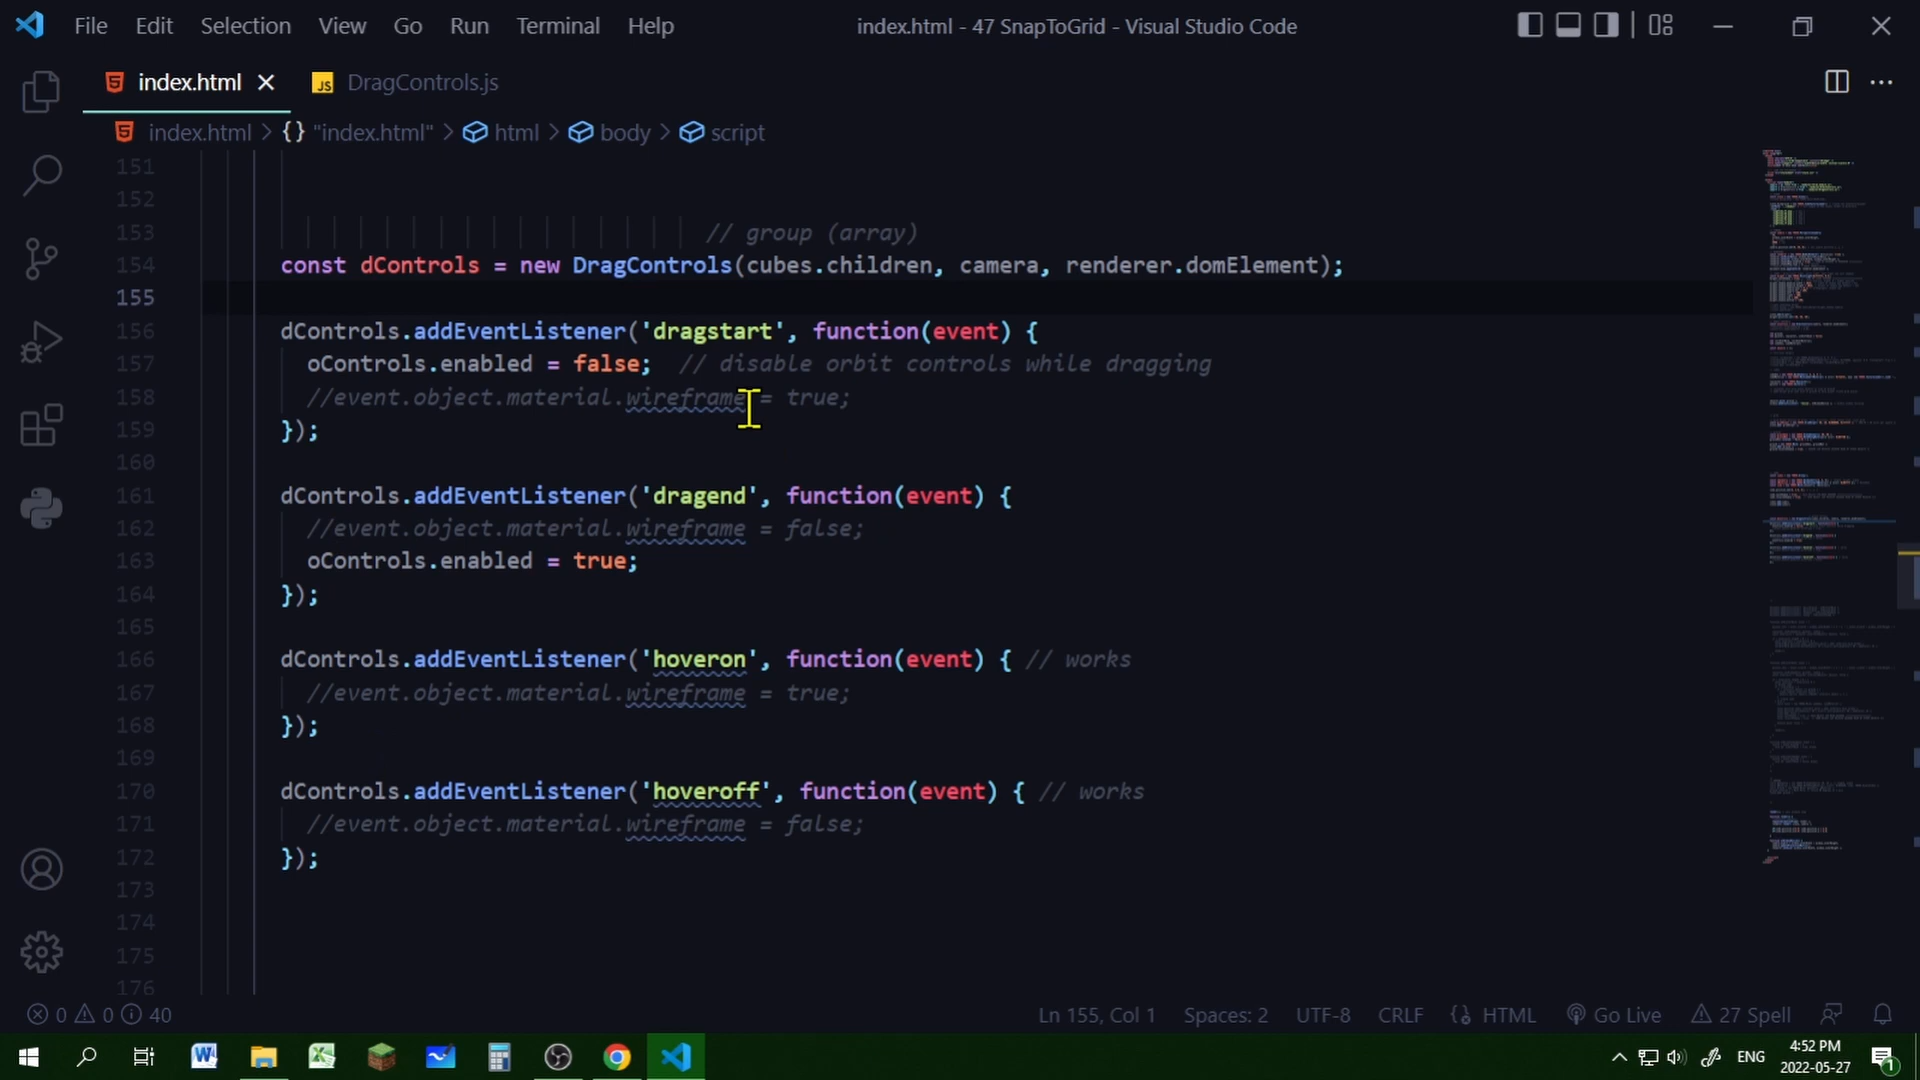 File Edit Selection View Go Run Terminal Help index.html - 47 SnapToGrid - Visual Studio Code
index.html JS DragControls.js
index.html > {} "index.html" > html > body > script
151
152
153 // group (array)
154 const dControls = new DragControls(cubes.children, camera, renderer.domElement);
155
156 dControls.addEventListener('dragstart', function(event) {
157 oControls.enabled = false; // disable orbit controls while dragging
158 //event.object.material.wireframe = true;
159 });
160
161 dControls.addEventListener('dragend', function(event) {
162 //event.object.material.wireframe = false;
163 oControls.enabled = true;
164 });
165
166 dControls.addEventListener('hoveron', function(event) { // works
167 //event.object.material.wireframe = true;
168 });
169
170 dControls.addEventListener('hoveroff', function(event) { // works
171 //event.object.material.wireframe = false;
172 });
173
174
175
176
0 0 40 Ln 155, Col 1 Spaces: 2 UTF-8 CRLF HTML Go Live 27 Spell
ENG 4:52 PM
2022-05-27 1